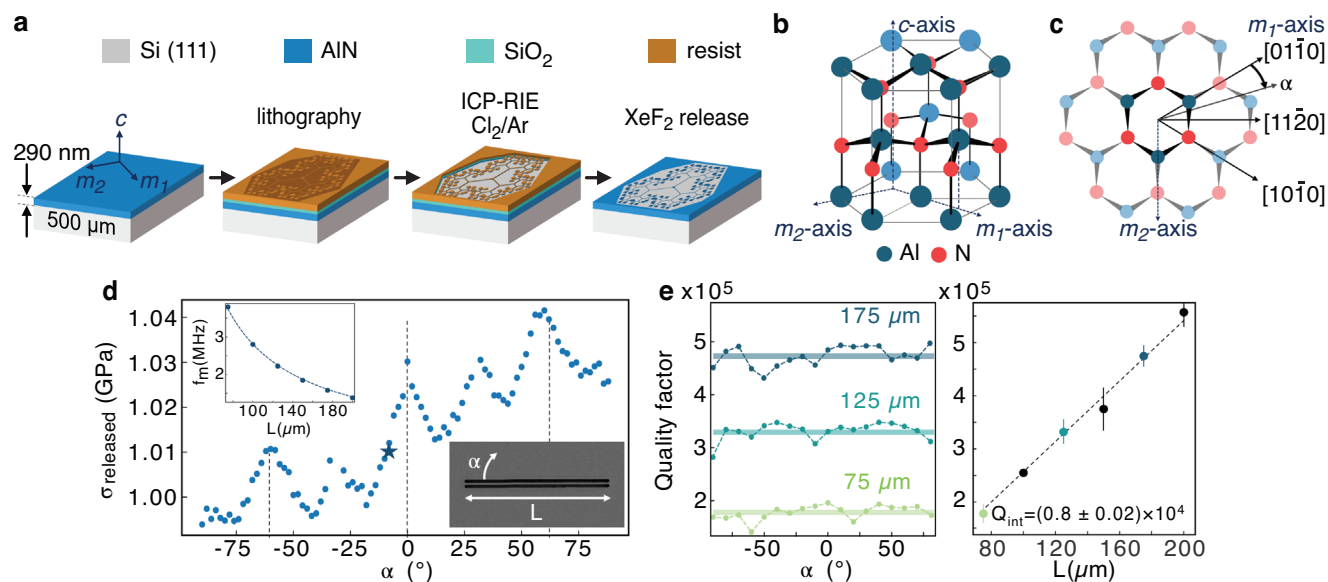 a
Si (111)
AlN
SiO₂
resist
lithography
ICP-RIE
Cl₂/Ar
XeF₂ release
c
290 nm
m₂
m₁
500 µm
b
c-axis
m₂-axis
m₁-axis
Al
N
c
m₁-axis
[011̄0]
α
[112̄0]
[101̄0]
m₂-axis
d
σreleased (GPa)
1.04
1.03
1.02
1.01
1.00
-75
-50
-25
0
25
50
75
α (°)
fm(MHz)
3
2
100
140
180
L(µm)
α
L
e
x10⁵
Quality factor
5
4
3
2
175 µm
125 µm
75 µm
-50
0
50
α (°)
x10⁵
5
4
3
2
Qint=(0.8 ± 0.02)×10⁴
80
120
160
200
L(µm)